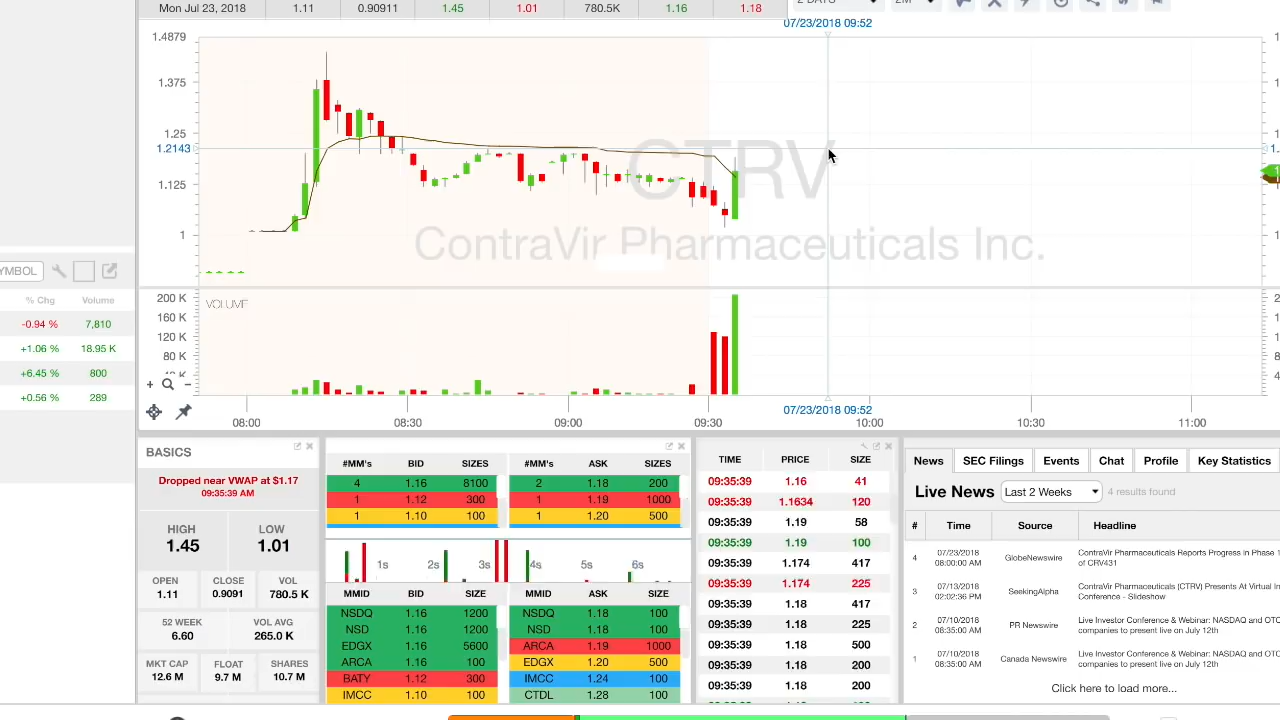 Mon Jul 23, 2018 1.11 0.90911 1.45 1.01 780.5K 1.16 1.18
2 DAYS 2M
07/23/2018 09:52
1.4879
1.375
1.25
1.2143
1.125
1
CTRV
ContraVir Pharmaceuticals Inc.
200 K
160 K
120 K
80 K
VOLUME
+ -
07/23/2018 09:52
08:00 08:30 09:00 09:30 10:00 10:30 11:00
SYMBOL
% Chg Volume
-0.94 % 7,810
+1.06 % 18.95 K
+6.45 % 800
+0.56 % 289
BASICS
Dropped near VWAP at $1.17
09:35:39 AM
HIGH LOW
1.45 1.01
OPEN CLOSE VOL
1.11 0.9091 780.5 K
52 WEEK VOL AVG
6.60 265.0 K
MKT CAP FLOAT SHARES
12.6 M 9.7 M 10.7 M
#MM's BID SIZES #MM's ASK SIZES
4 1.16 8100 2 1.18 200
1 1.12 300 1 1.19 1000
1 1.10 100 1 1.20 500
1s 2s 3s 4s 5s 6s
MMID BID SIZE MMID ASK SIZE
NSDQ 1.16 1200 NSDQ 1.18 100
NSD 1.16 1200 NSD 1.18 100
EDGX 1.16 5600 ARCA 1.19 1000
ARCA 1.16 100 EDGX 1.20 500
BATY 1.12 300 IMCC 1.24 100
IMCC 1.10 100 CTDL 1.28 100
TIME PRICE SIZE
09:35:39 1.16 41
09:35:39 1.1634 120
09:35:39 1.19 58
09:35:39 1.19 100
09:35:39 1.174 417
09:35:39 1.174 225
09:35:39 1.18 417
09:35:39 1.18 225
09:35:39 1.18 500
09:35:39 1.18 200
09:35:39 1.18 200
News SEC Filings Events Chat Profile Key Statistics
Live News Last 2 Weeks 4 results found
# Time Source Headline
4 07/23/2018 08:00:00 AM GlobeNewswire ContraVir Pharmaceuticals Reports Progress in Phase 1
of CRV431
3 07/13/2018 02:02:36 PM SeekingAlpha ContraVir Pharmaceuticals (CTRV) Presents At Virtual In
Conference - Slideshow
2 07/10/2018 08:35:00 AM PR Newswire Live Investor Conference & Webinar: NASDAQ and OTC
companies to present live on July 12th
1 07/10/2018 08:35:00 AM Canada Newswire Live Investor Conference & Webinar: NASDAQ and OTC
companies to present live on July 12th
Click here to load more...